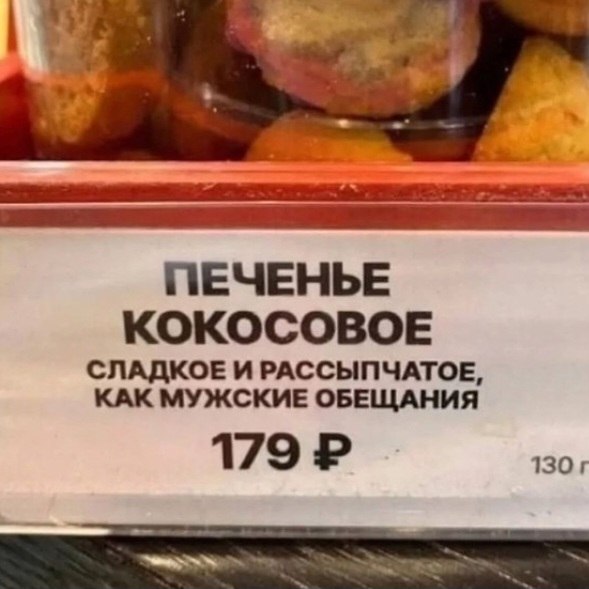 ПЕЧЕНЬЕ
КОКОСОВОЕ
СЛАДКОЕ И РАССЫПЧАТОЕ,
КАК МУЖСКИЕ ОБЕЩАНИЯ
179 ₽
130 г